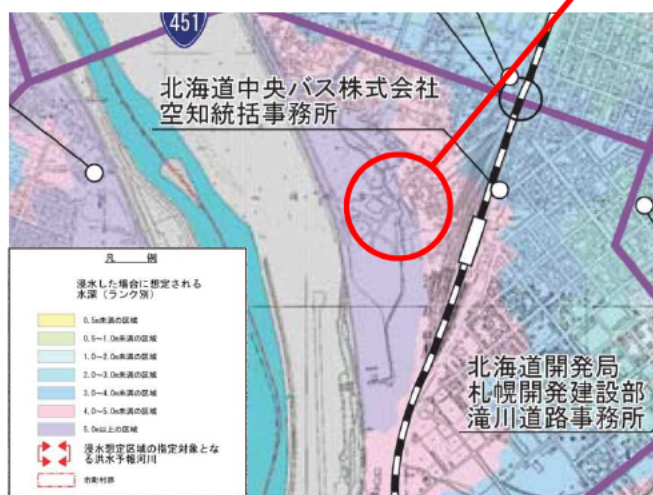 451
北海道中央バス株式会社
空知統括事務所
凡 例
浸水した場合に想定される
水深（ランク別）
0.5m未満の区域
0.5～1.0m未満の区域
1.0～2.0m未満の区域
2.0～3.0m未満の区域
3.0～4.0m未満の区域
4.0～5.0m未満の区域
5.0m以上の区域
浸水想定区域の指定対象とな
る洪水予報河川
市町村界
北海道開発局
札幌開発建設部
滝川道路事務所